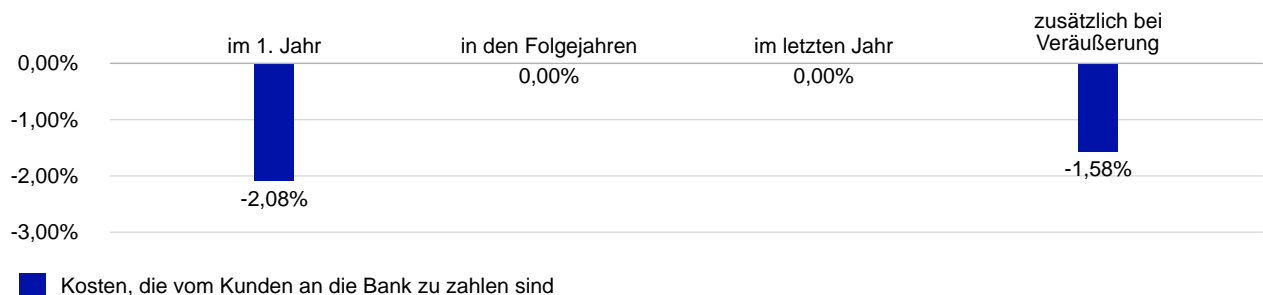 im 1. Jahr
in den Folgejahren
im letzten Jahr
zusätzlich bei
Veräußerung
0,00%
0,00%
0,00%
-1,00%
-2,00%
-2,08%
-1,58%
-3,00%
Kosten, die vom Kunden an die Bank zu zahlen sind